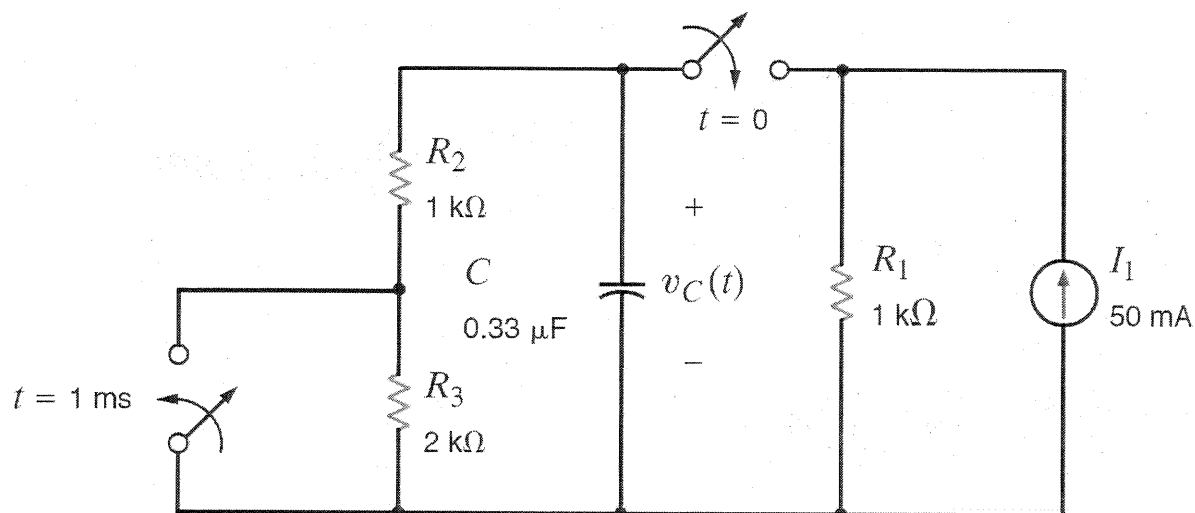 t = 0
R2
1 kΩ
+
C
0.33 μF
vC(t)
−
R1
1 kΩ
I1
50 mA
t = 1 ms
R3
2 kΩ